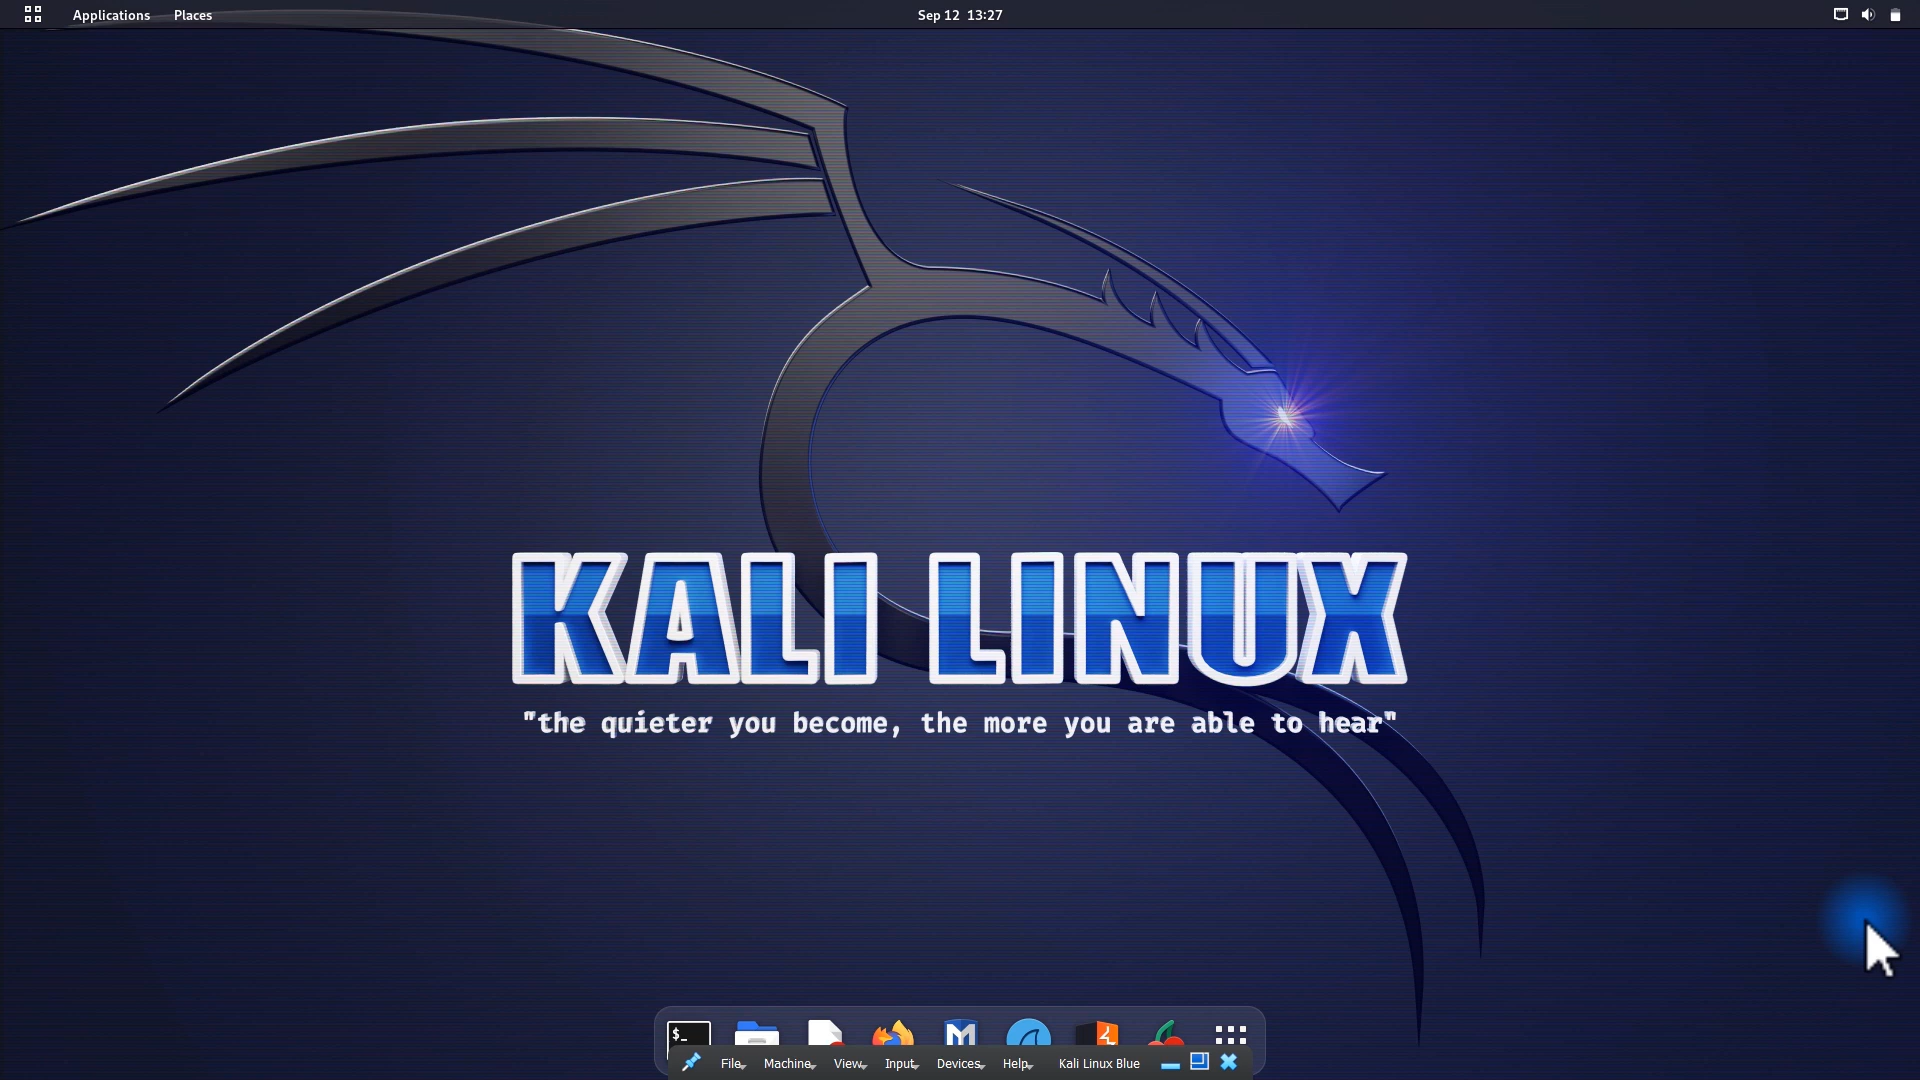 Applications Places Sep 12 13:27
KALI LINUX
"the quieter you become, the more you are able to hear"
$_
File Machine View Input Devices Help Kali Linux Blue